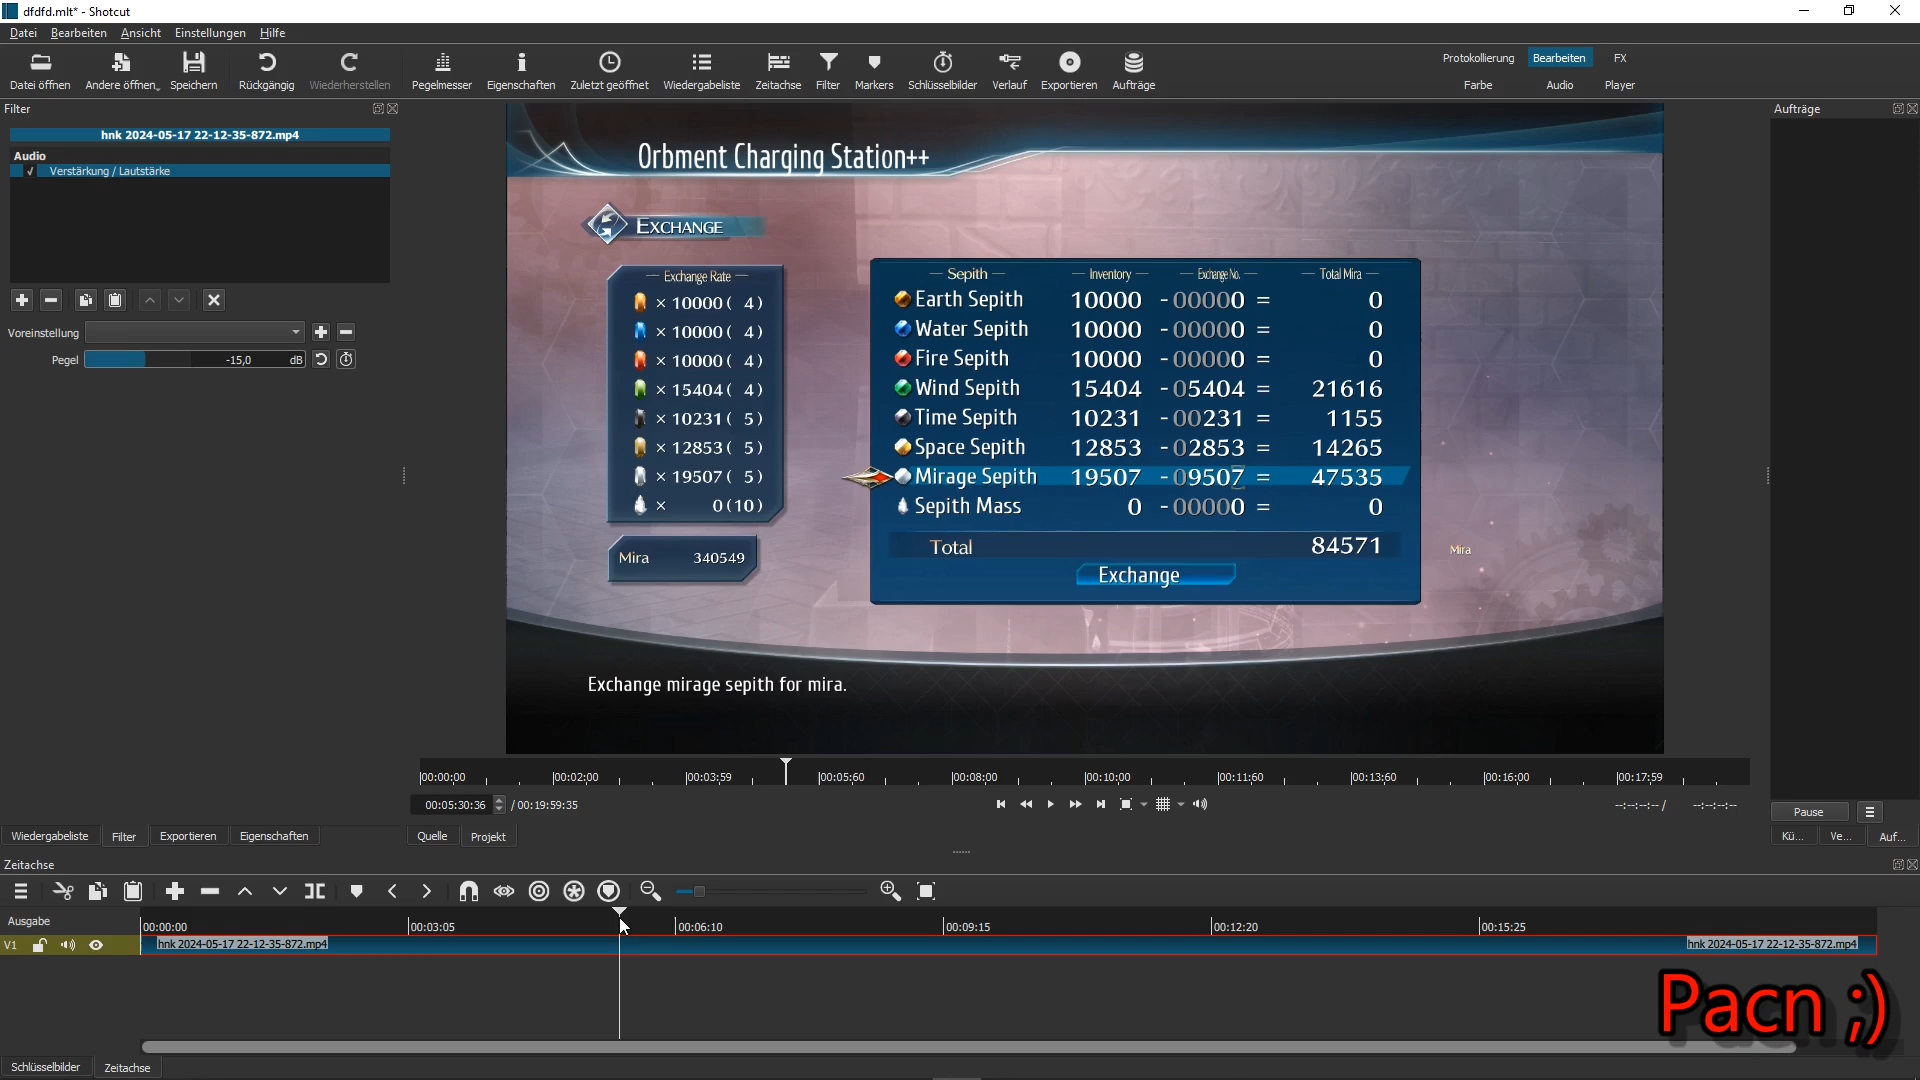 dfdfd.mlt* - Shotcut
Datei Bearbeiten Ansicht Einstellungen Hilfe
Datei öffnen Andere öffnen Speichern Rückgängig Wiederherstellen Pegelmesser Eigenschaften Zuletzt geöffnet Wiedergabeliste Zeitachse Filter Markers Schlüsselbilder Verlauf Exportieren Aufträge
Protokollierung Bearbeiten FX
Farbe Audio Player
Filter
hnk 2024-05-17 22-12-35-872.mp4
Audio
✓ Verstärkung / Lautstärke
Voreinstellung
Pegel -15,0 dB
Orbment Charging Station++
EXCHANGE
Exchange Rate
× 10000( 4)
× 10000( 4)
× 10000( 4)
× 15404( 4)
× 10231( 5)
× 12853( 5)
× 19507( 5)
× 0(10)
Mira 340549
Sepith Inventory Exchange No. Total Mira
Earth Sepith 10000 -00000 = 0
Water Sepith 10000 -00000 = 0
Fire Sepith 10000 -00000 = 0
Wind Sepith 15404 -05404 = 21616
Time Sepith 10231 -00231 = 1155
Space Sepith 12853 -02853 = 14265
Mirage Sepith 19507 -09507 = 47535
Sepith Mass 0 -00000 = 0
Total 84571 Mira
Exchange
Exchange mirage sepith for mira.
00:00:00 00:02:00 00:03:59 00:05:60 00:08:00 00:10:00 00:11:60 00:13:60 00:16:00 00:17:59
00:05:30:36 / 00:19:59:35
--:--:--:-- / --:--:--:--
Aufträge
Pause
Kü... Ve... Auf...
Wiedergabeliste Filter Exportieren Eigenschaften
Quelle Projekt
Zeitachse
Ausgabe
00:00:00 00:03:05 00:06:10 00:09:15 00:12:20 00:15:25
V1
hnk 2024-05-17 22-12-35-872.mp4
hnk 2024-05-17 22-12-35-872.mp4
Pacn ;)
Schlüsselbilder Zeitachse